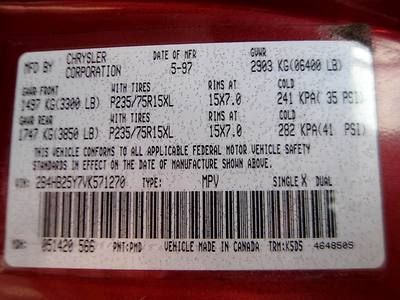 MFD BY CHRYSLER CORPORATION DATE OF MFR 5-97 GVWR 2903 KG(06400 LB)
GAWR FRONT WITH TIRES RIMS AT COLD
1497 KG(3300 LB) P235/75R15XL 15X7.0 241 KPA( 35 PSI)
GAWR REAR WITH TIRES RIMS AT COLD
1747 KG(3850 LB) P235/75R15XL 15X7.0 282 KPA(41 PSI)
THIS VEHICLE CONFORMS TO ALL APPLICABLE FEDERAL MOTOR VEHICLE SAFETY
STANDARDS IN EFFECT ON THE DATE OF MANUFACTURE SHOWN ABOVE.
VIN: 2B4HB25Y7VK571270 TYPE: MPV SINGLE X DUAL
MDH: 051420 566 PNT:PMD VEHICLE MADE IN CANADA TRM:K5D5 4648505